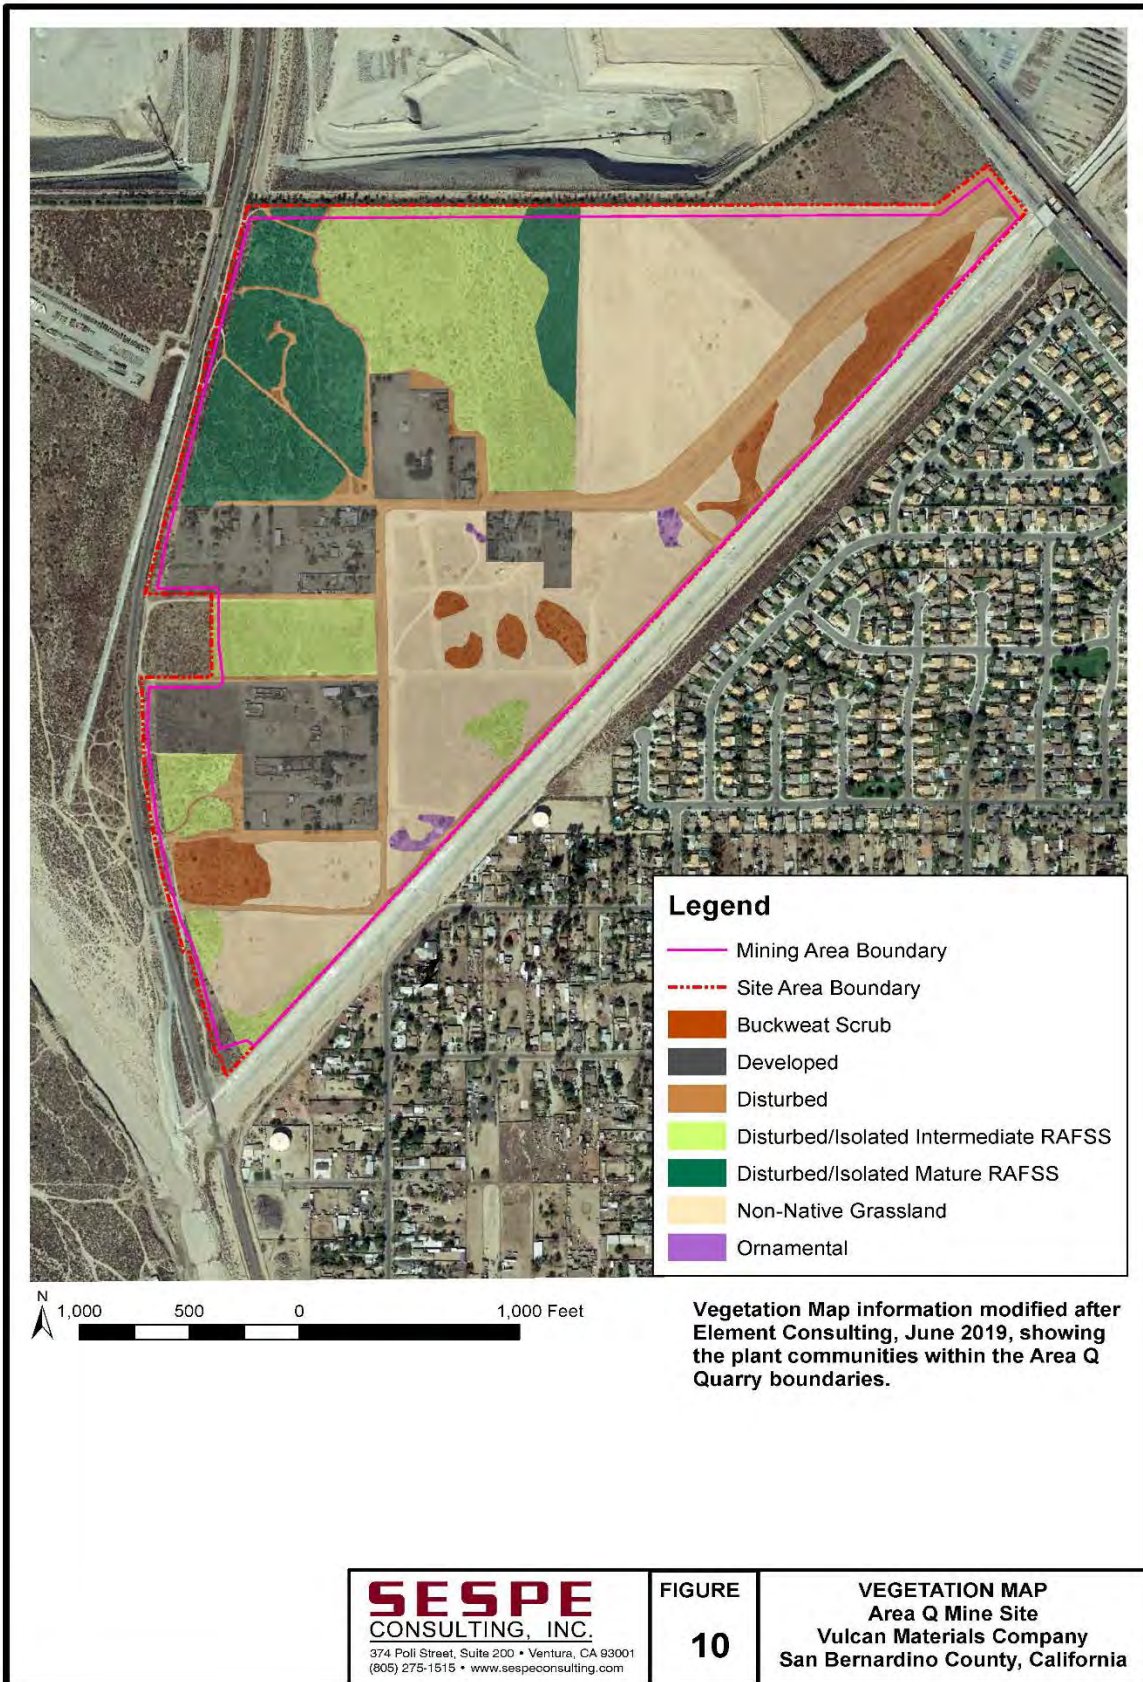 Legend
Mining Area Boundary
Site Area Boundary
Buckweat Scrub
Developed
Disturbed
Disturbed/Isolated Intermediate RAFSS
Disturbed/Isolated Mature RAFSS
Non-Native Grassland
Ornamental
N
1,000 500 0 1,000 Feet
Vegetation Map information modified after
Element Consulting, June 2019, showing
the plant communities within the Area Q
Quarry boundaries.
SESPE
CONSULTING, INC.
374 Poli Street, Suite 200 • Ventura, CA 93001
(805) 275-1515 • www.sespeconsulting.com
FIGURE
10
VEGETATION MAP
Area Q Mine Site
Vulcan Materials Company
San Bernardino County, California